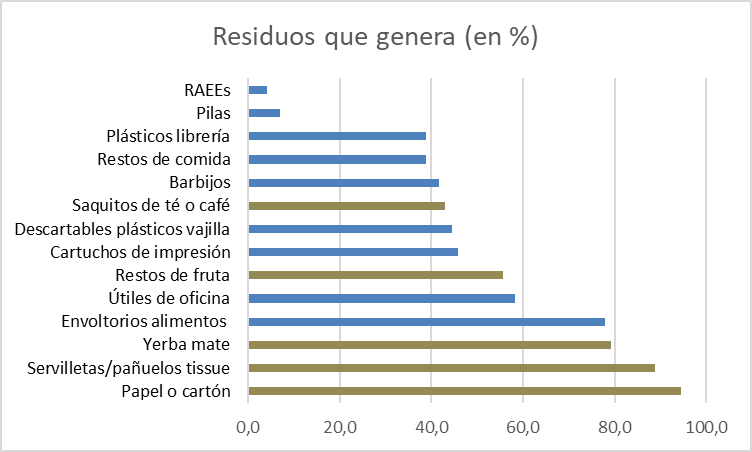 Residuos que genera (en %)
RAEEs
Pilas
Plásticos librería
Restos de comida
Barbijos
Saquitos de té o café
Descartables plásticos vajilla
Cartuchos de impresión
Restos de fruta
Útiles de oficina
Envoltorios alimentos
Yerba mate
Servilletas/pañuelos tissue
Papel o cartón
0,0 20,0 40,0 60,0 80,0 100,0